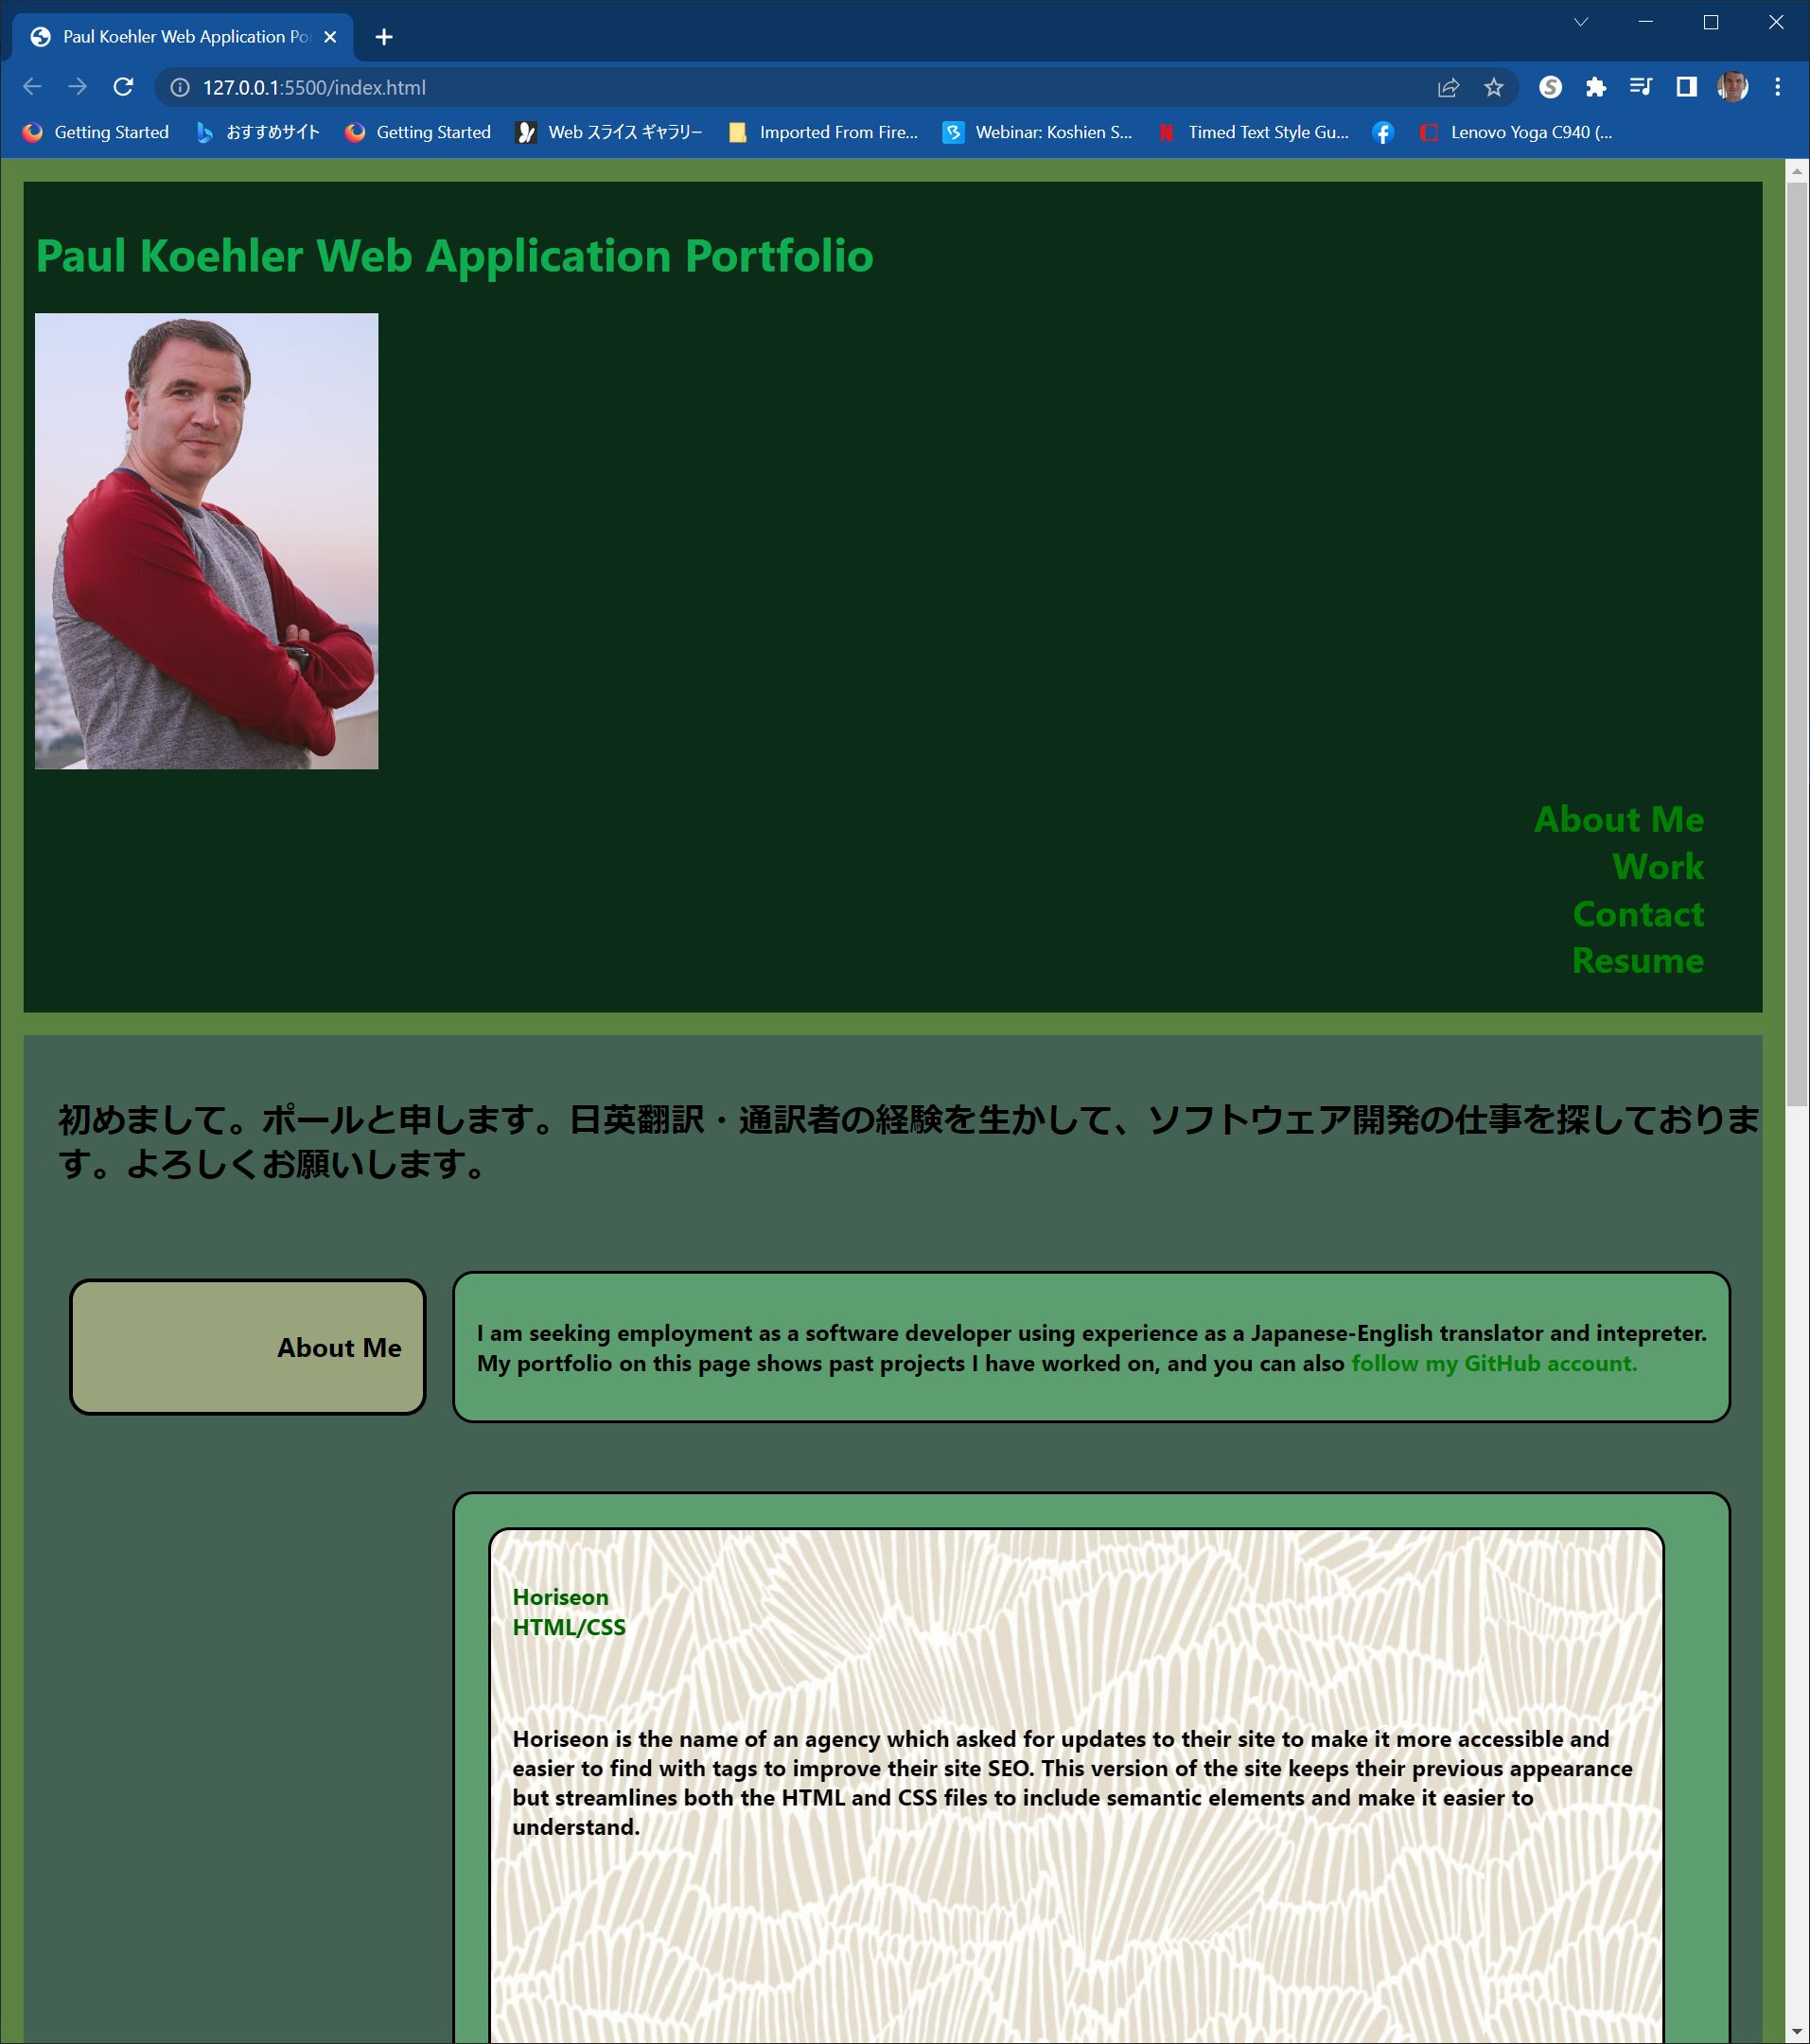 Paul Koehler Web Application Po
127.0.0.1:5500/index.html
Getting Started おすすめサイト Getting Started Web スライス ギャラリー Imported From Fire... Webinar: Koshien S... Timed Text Style Gu... Lenovo Yoga C940 (...
Paul Koehler Web Application Portfolio
About Me
Work
Contact
Resume
初めまして。ポールと申します。日英翻訳・通訳者の経験を生かして、ソフトウェア開発の仕事を探しておりま
す。よろしくお願いします。
About Me
I am seeking employment as a software developer using experience as a Japanese-English translator and intepreter.
My portfolio on this page shows past projects I have worked on, and you can also follow my GitHub account.
Horiseon
HTML/CSS
Horiseon is the name of an agency which asked for updates to their site to make it more accessible and
easier to find with tags to improve their site SEO. This version of the site keeps their previous appearance
but streamlines both the HTML and CSS files to include semantic elements and make it easier to
understand.